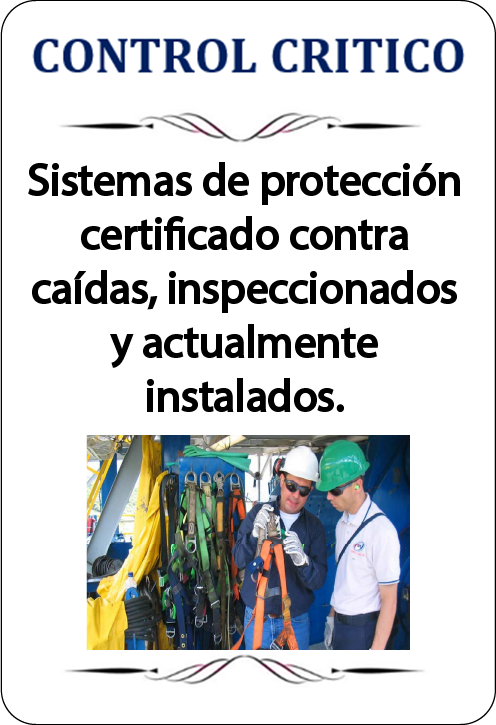 CONTROL CRITICO
Sistemas de protección
certificado contra
caídas, inspeccionados
y actualmente
instalados.